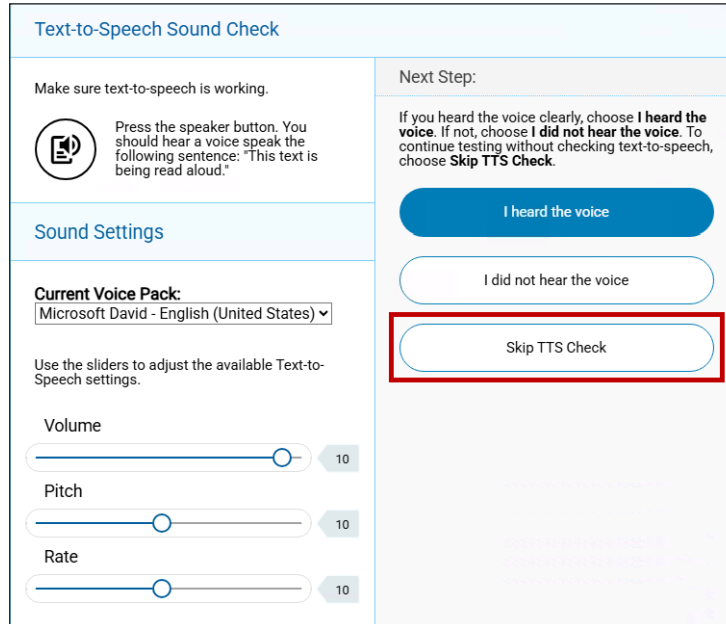 Text-to-Speech Sound Check
Make sure text-to-speech is working.
Press the speaker button. You
should hear a voice speak the
following sentence: "This text is
being read aloud."
Sound Settings
Current Voice Pack:
Microsoft David - English (United States)
Use the sliders to adjust the available Text-to-
Speech settings.
Volume
10
Pitch
10
Rate
10
Next Step:
If you heard the voice clearly, choose I heard the
voice. If not, choose I did not hear the voice. To
continue testing without checking text-to-speech,
choose Skip TTS Check.
I heard the voice
I did not hear the voice
Skip TTS Check